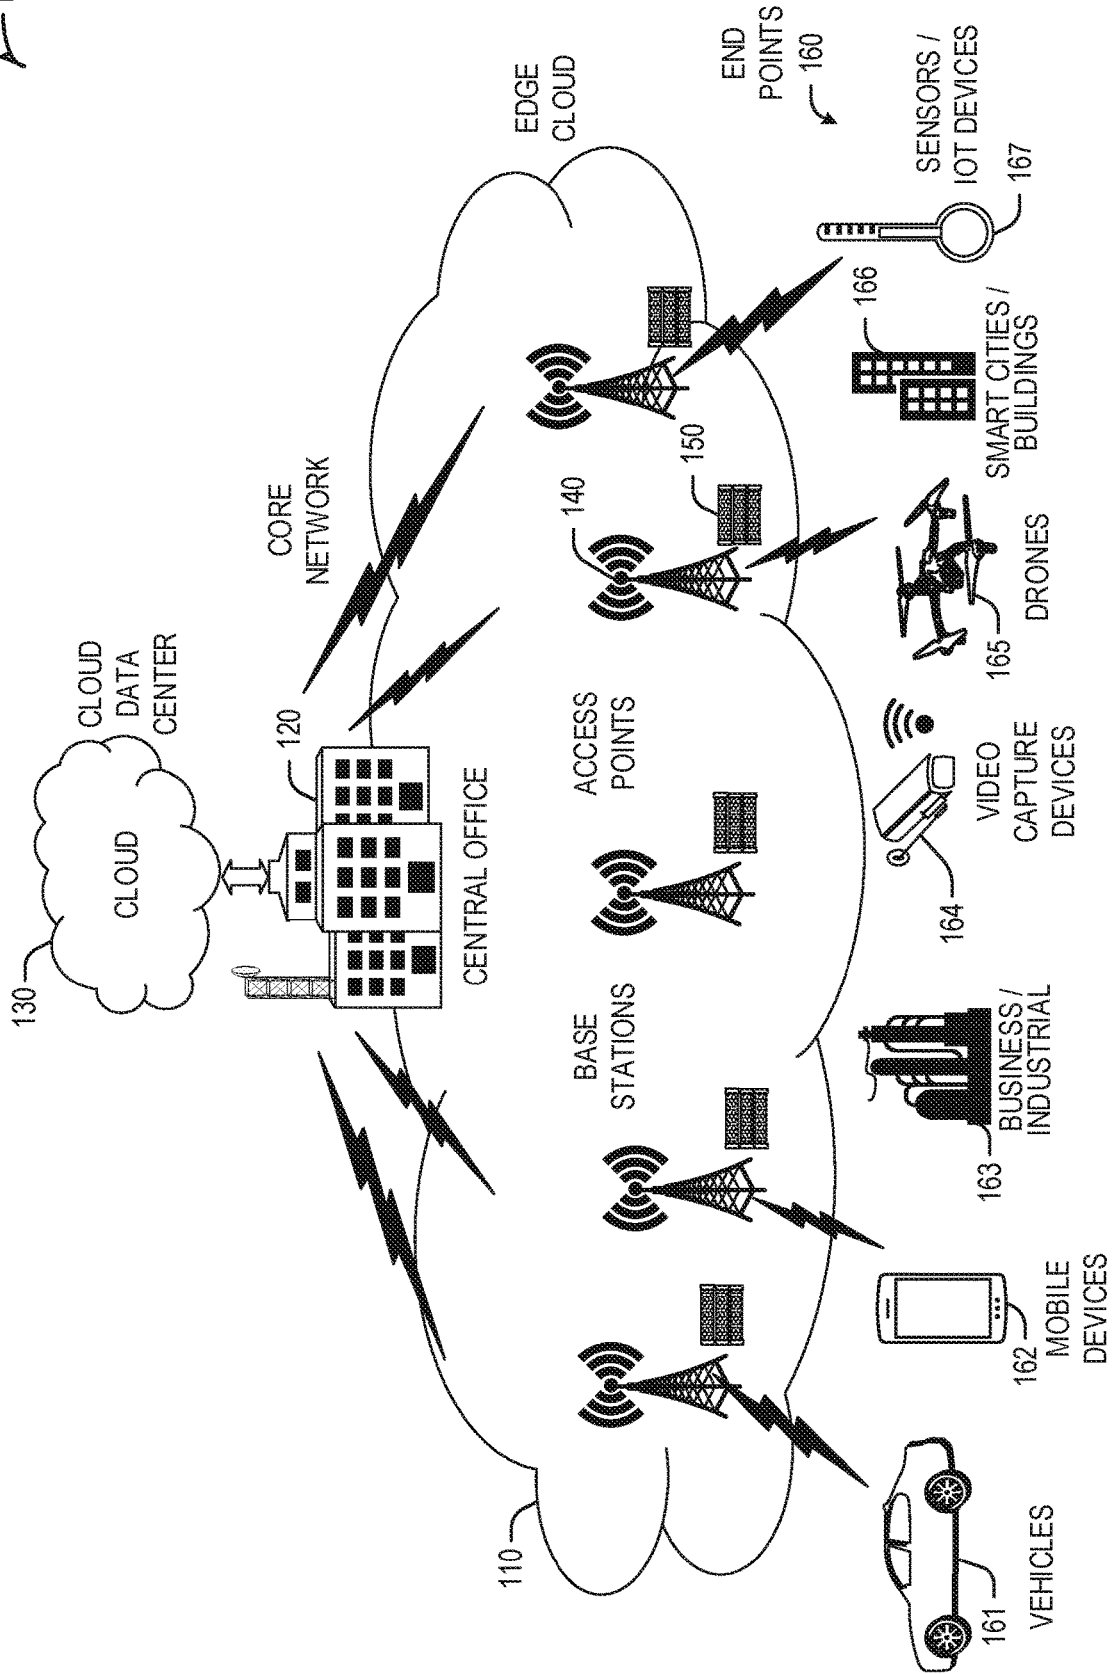 130
CLOUD
CLOUD
DATA
CENTER
120
CORE
NETWORK
CENTRAL OFFICE
EDGE
CLOUD
110
BASE
STATIONS
ACCESS
POINTS
140
150
END
POINTS
160
161
VEHICLES
162
MOBILE
DEVICES
163
BUSINESS /
INDUSTRIAL
164
VIDEO
CAPTURE
DEVICES
165
DRONES
166
SMART CITIES /
BUILDINGS
SENSORS /
IOT DEVICES
167